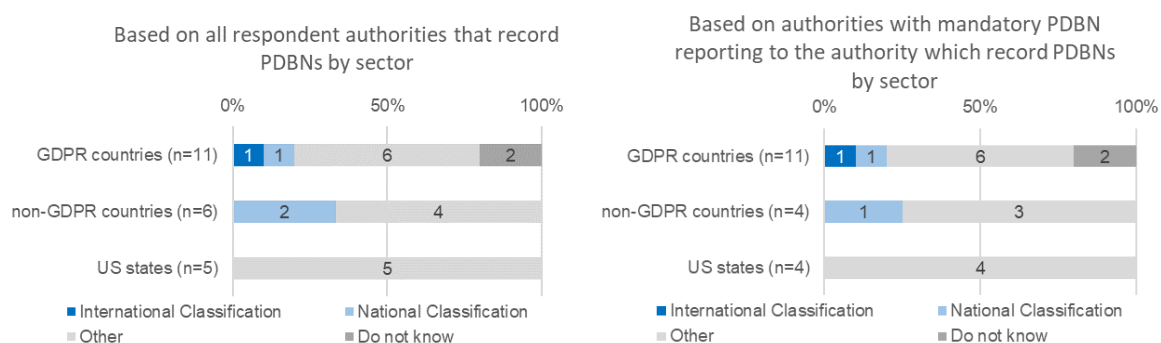 Based on all respondent authorities that record
PDBNs by sector
0% 50% 100%
GDPR countries (n=11) 1 1 6 2
non-GDPR countries (n=6) 2 4
US states (n=5) 5
International Classification National Classification
Other Do not know
Based on authorities with mandatory PDBN
reporting to the authority which record PDBNs
by sector
0% 50% 100%
GDPR countries (n=11) 1 1 6 2
non-GDPR countries (n=4) 1 3
US states (n=4) 4
International Classification National Classification
Other Do not know